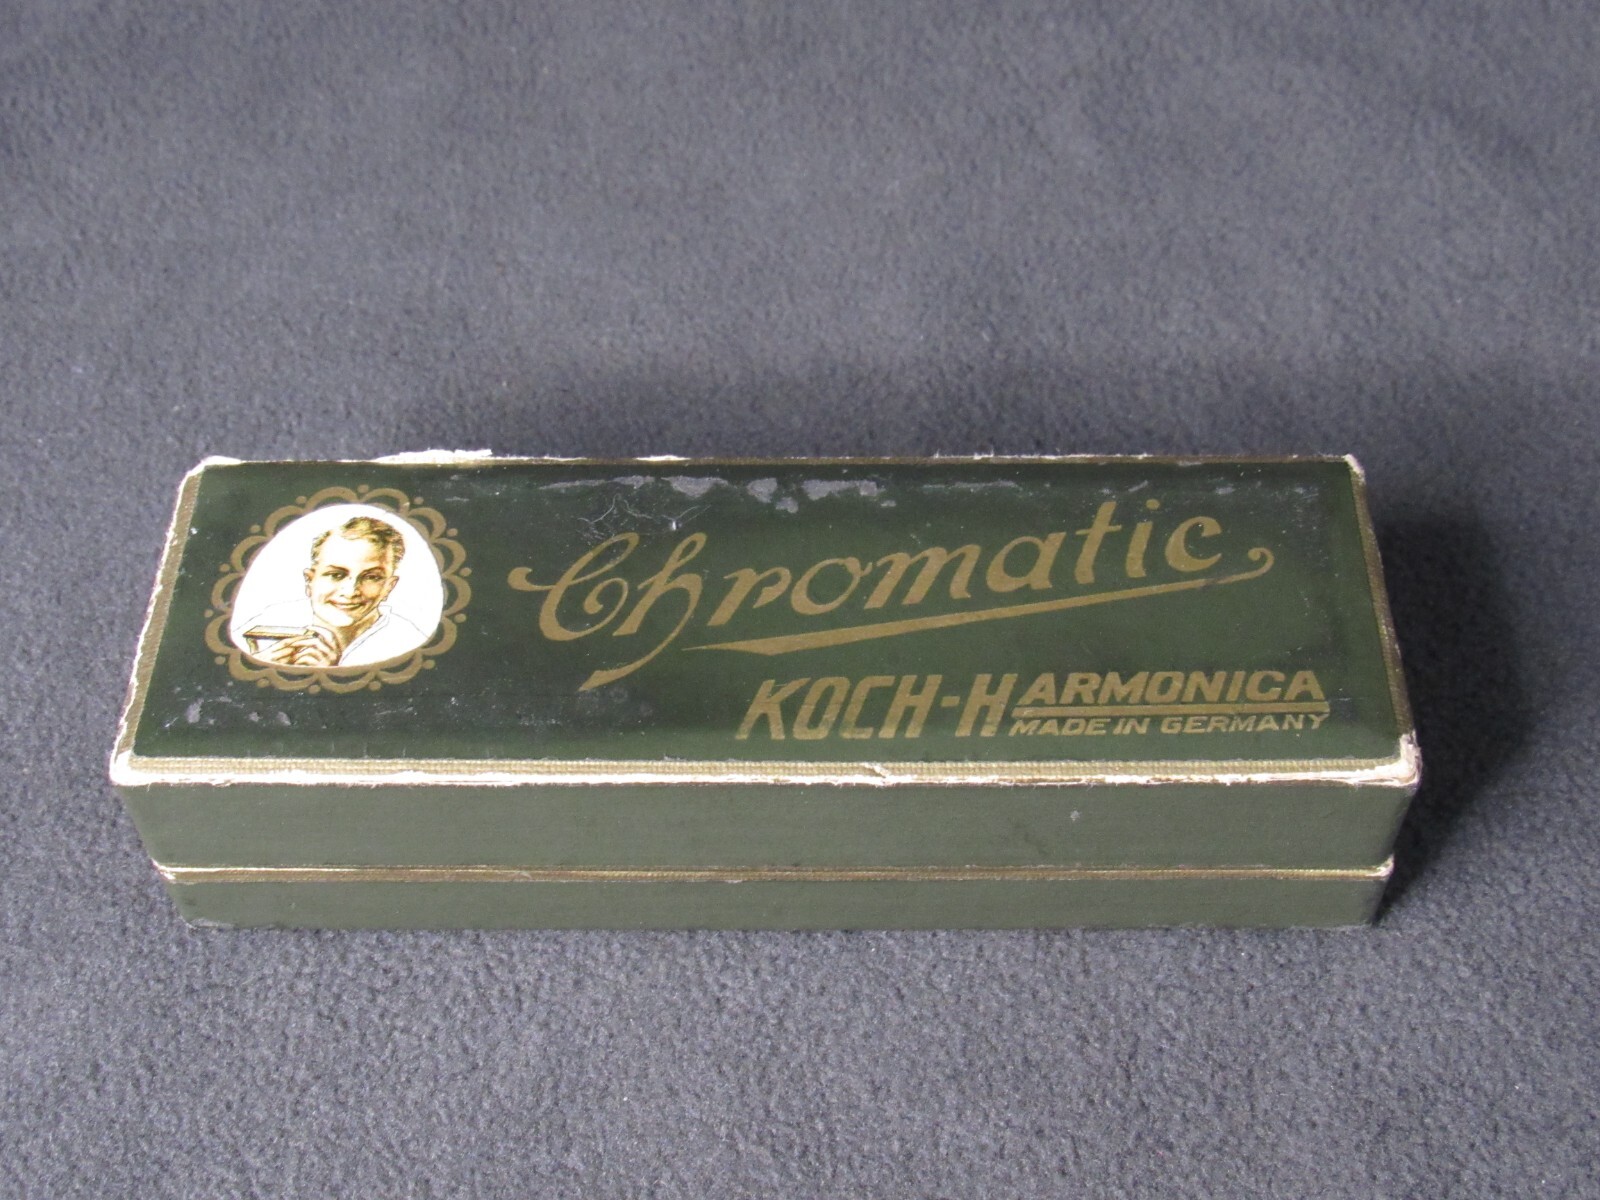 Chromatic
KOCH-HARMONICA
MADE IN GERMANY